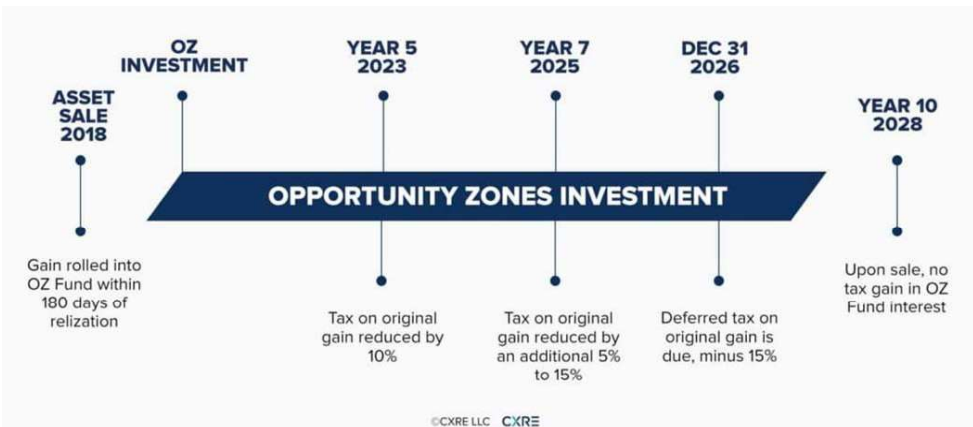 ASSET
SALE
2018
Gain rolled into
OZ Fund within
180 days of
relization
OZ
INVESTMENT
YEAR 5
2023
Tax on original
gain reduced by
10%
YEAR 7
2025
Tax on original
gain reduced by
an additional 5%
to 15%
DEC 31
2026
Deferred tax on
original gain is
due, minus 15%
YEAR 10
2028
Upon sale, no
tax gain in OZ
Fund interest
OPPORTUNITY ZONES INVESTMENT
©CXRE LLC CXRE